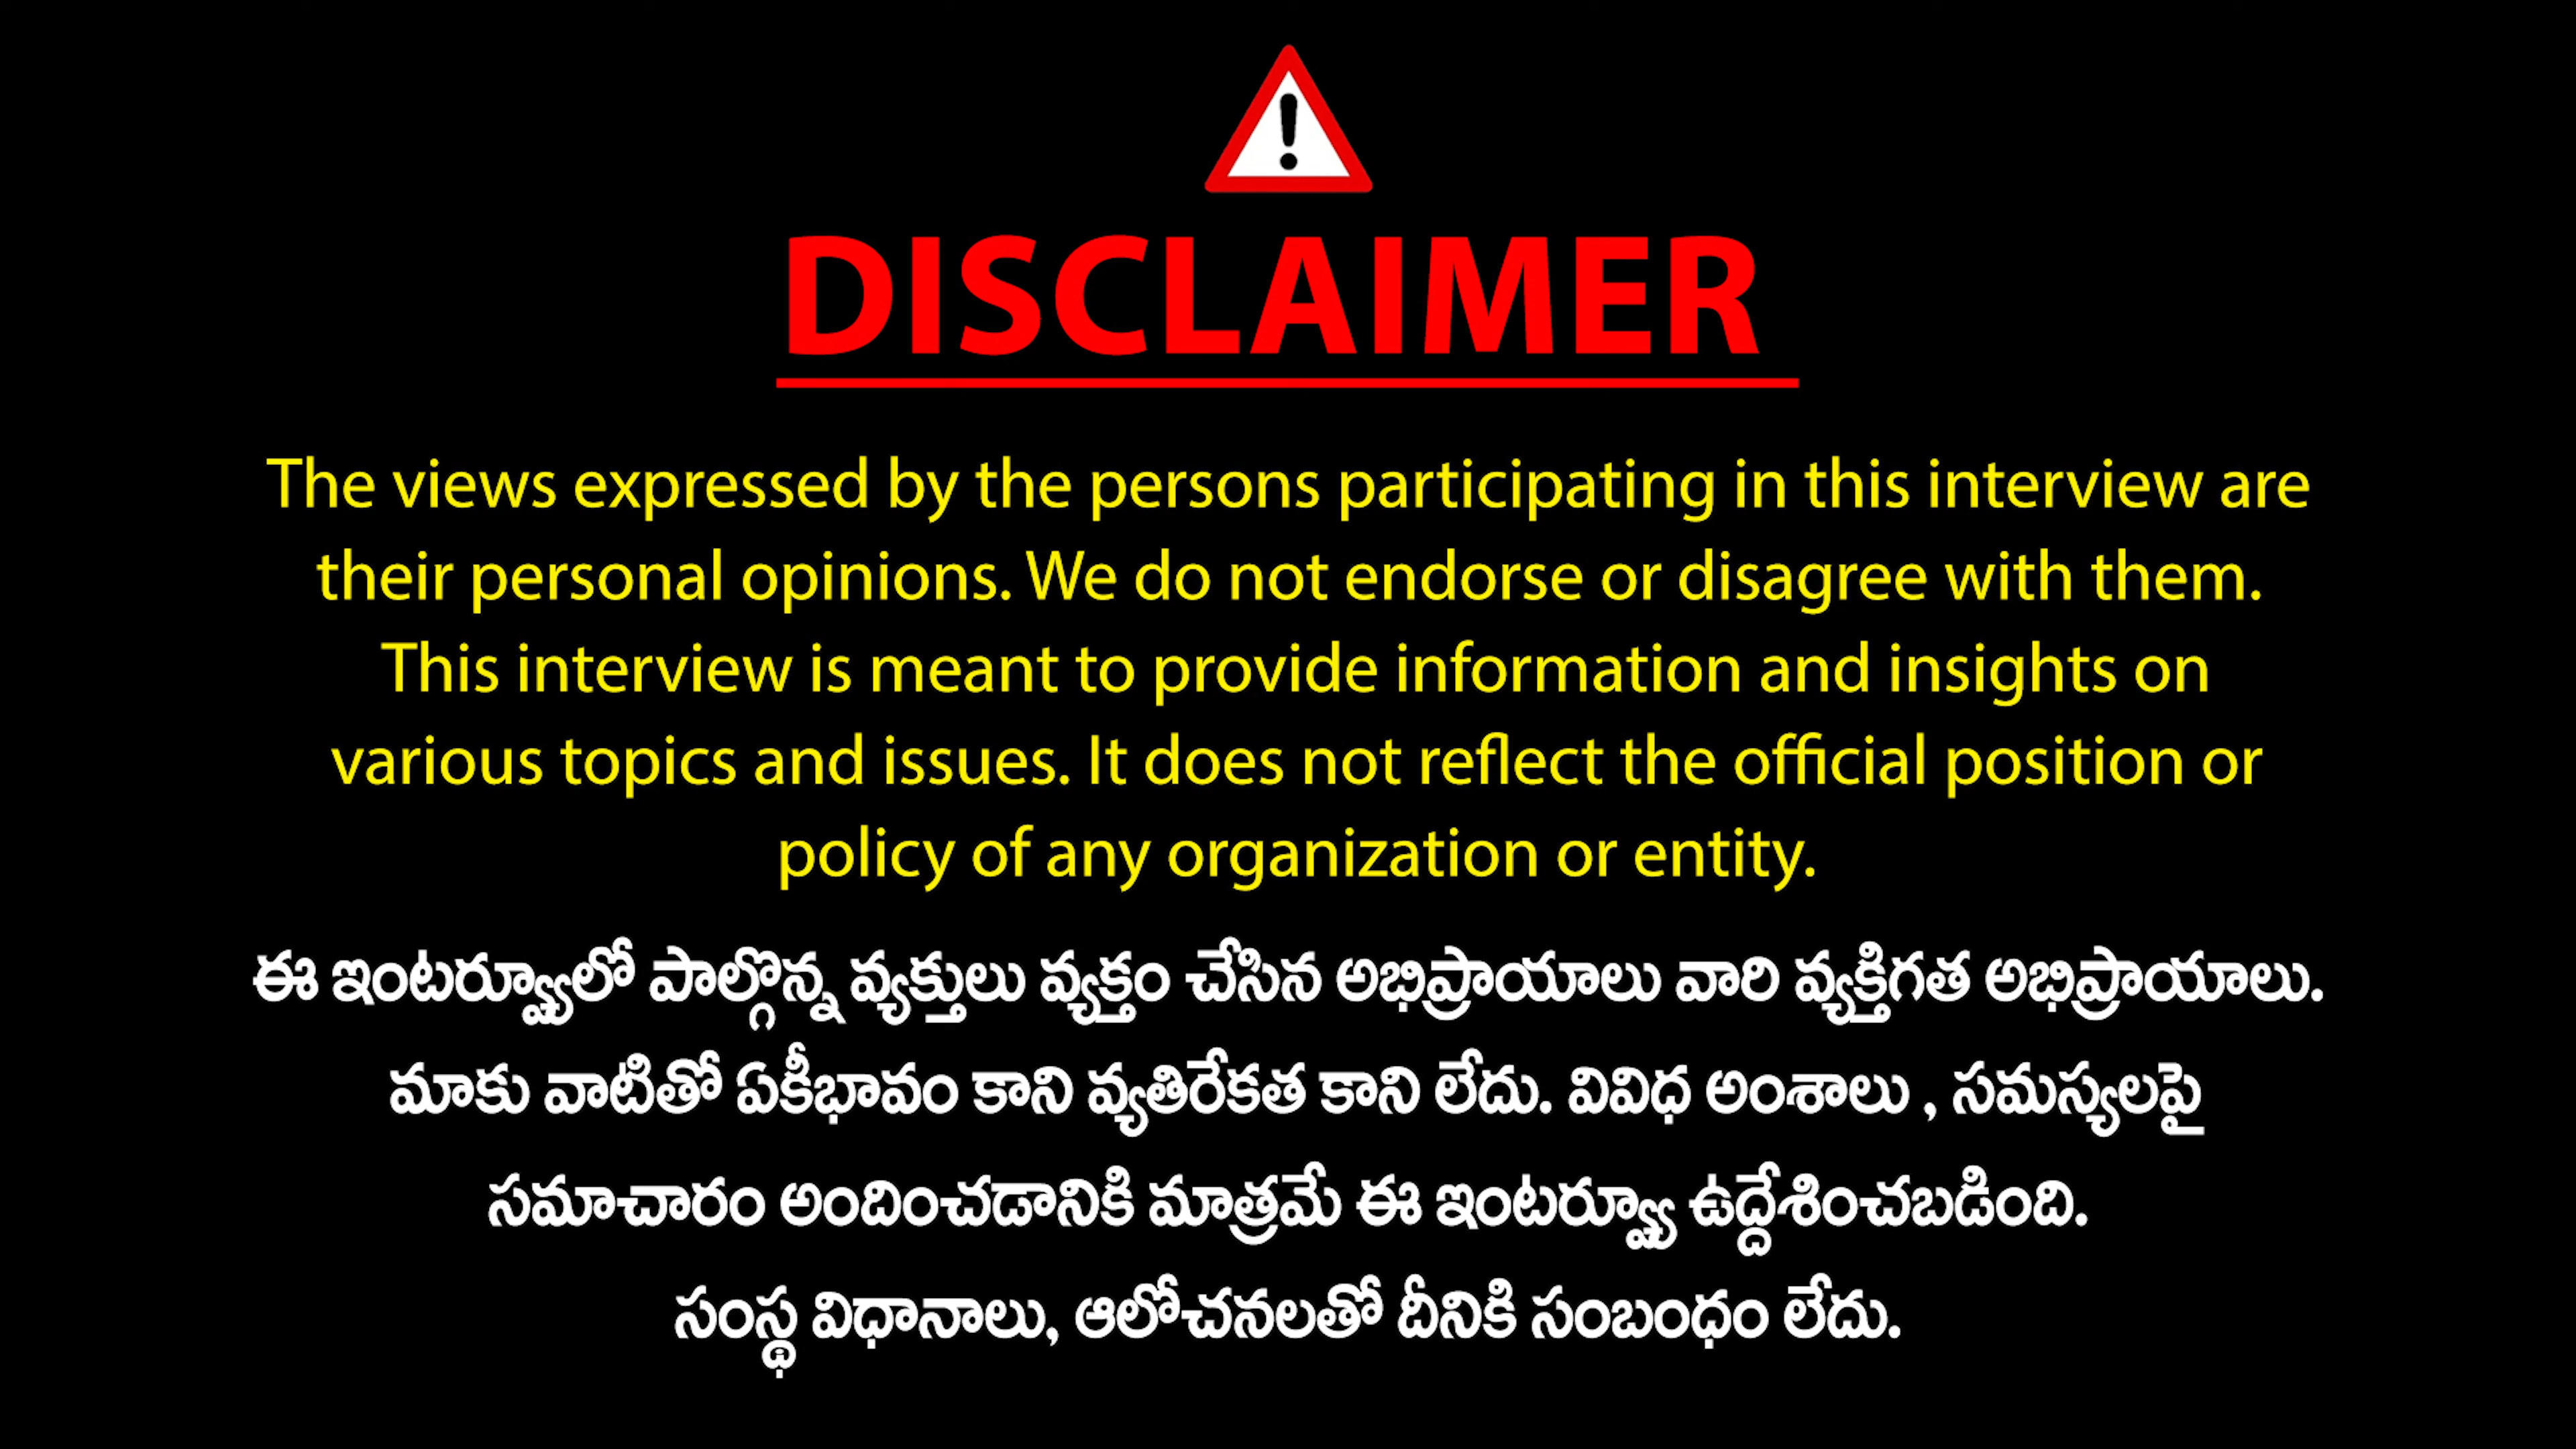 DISCLAIMER
The views expressed by the persons participating in this interview are
their personal opinions. We do not endorse or disagree with them.
This interview is meant to provide information and insights on
various topics and issues. It does not reflect the official position or
policy of any organization or entity.
ఈ ఇంటర్వ్యూలో పాల్గొన్న వ్యక్తులు వ్యక్తం చేసిన అభిప్రాయాలు వారి వ్యక్తిగత అభిప్రాయాలు.
మాకు వాటితో ఏకీభావం కాని వ్యతిరేకత కాని లేదు. వివిధ అంశాలు , సమస్యలపై
సమాచారం అందించడానికి మాత్రమే ఈ ఇంటర్వ్యూ ఉద్దేశించబడింది.
సంస్థ విధానాలు, ఆలోచనలతో దీనికి సంబంధం లేదు.